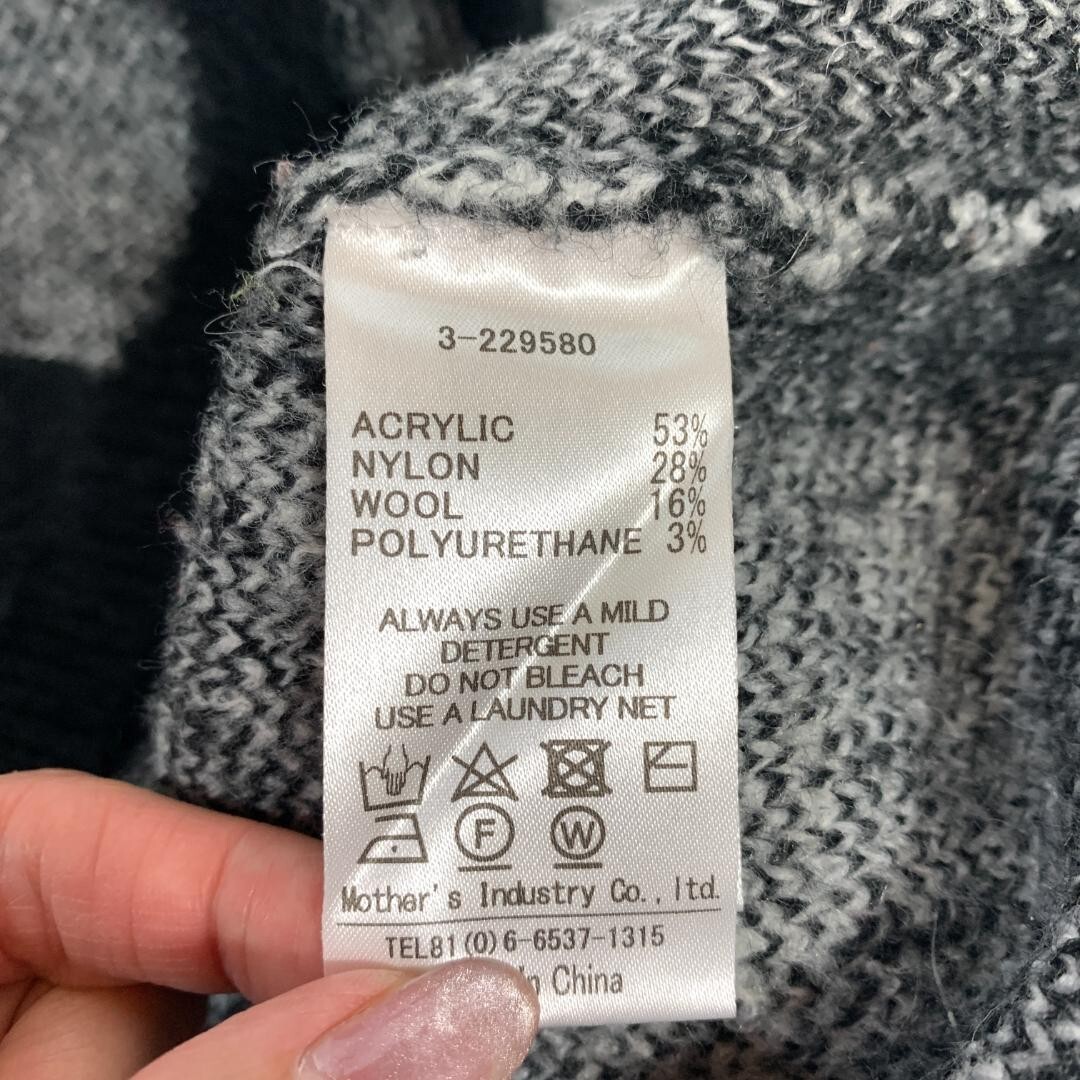 3-229580
ACRYLIC 53%
NYLON 28%
WOOL 16%
POLYURETHANE 3%
ALWAYS USE A MILD
DETERGENT
DO NOT BLEACH
USE A LAUNDRY NET
F W
Mother's Industry Co., ltd.
TEL81(0)6-6537-1315
China